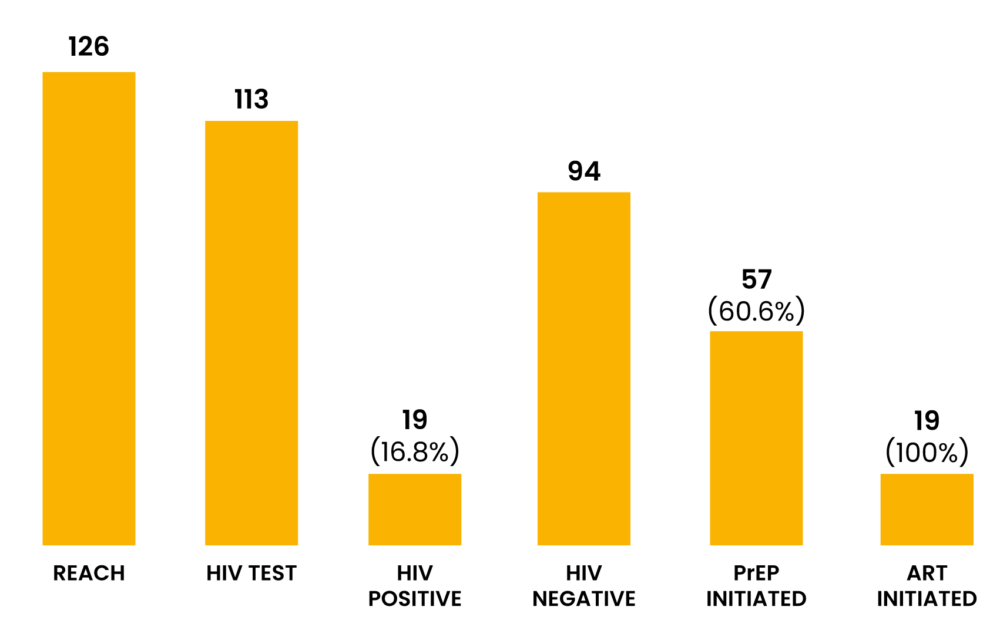 126
113
19
(16.8%)
94
57
(60.6%)
19
(100%)
REACH
HIV TEST
HIV
POSITIVE
HIV
NEGATIVE
PrEP
INITIATED
ART
INITIATED